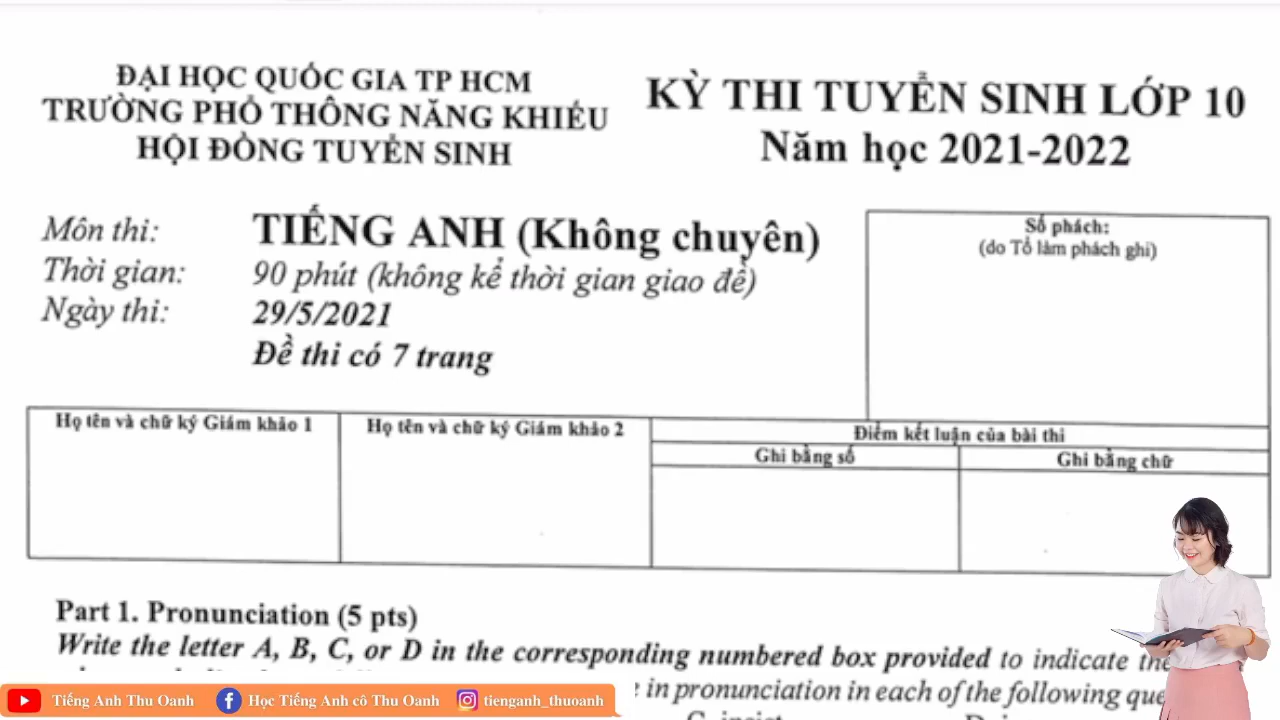 ĐẠI HỌC QUỐC GIA TP HCM
TRƯỜNG PHỔ THÔNG NĂNG KHIẾU
HỘI ĐỒNG TUYỂN SINH
KỲ THI TUYỂN SINH LỚP 10
Năm học 2021-2022
Môn thi: TIẾNG ANH (Không chuyên)
Thời gian: 90 phút (không kể thời gian giao đề)
Ngày thi: 29/5/2021
Đề thi có 7 trang
Số phách:
(do Tổ làm phách ghi)
Họ tên và chữ ký Giám khảo 1
Họ tên và chữ ký Giám khảo 2
Điểm kết luận của bài thi
Ghi bằng số
Ghi bằng chữ
Part 1. Pronunciation (5 pts)
Write the letter A, B, C, or D in the corresponding numbered box provided to indicate the
in pronunciation in each of the following que
C. insist
Tiếng Anh Thu Oanh
Học Tiếng Anh cô Thu Oanh
tienganh_thuoanh